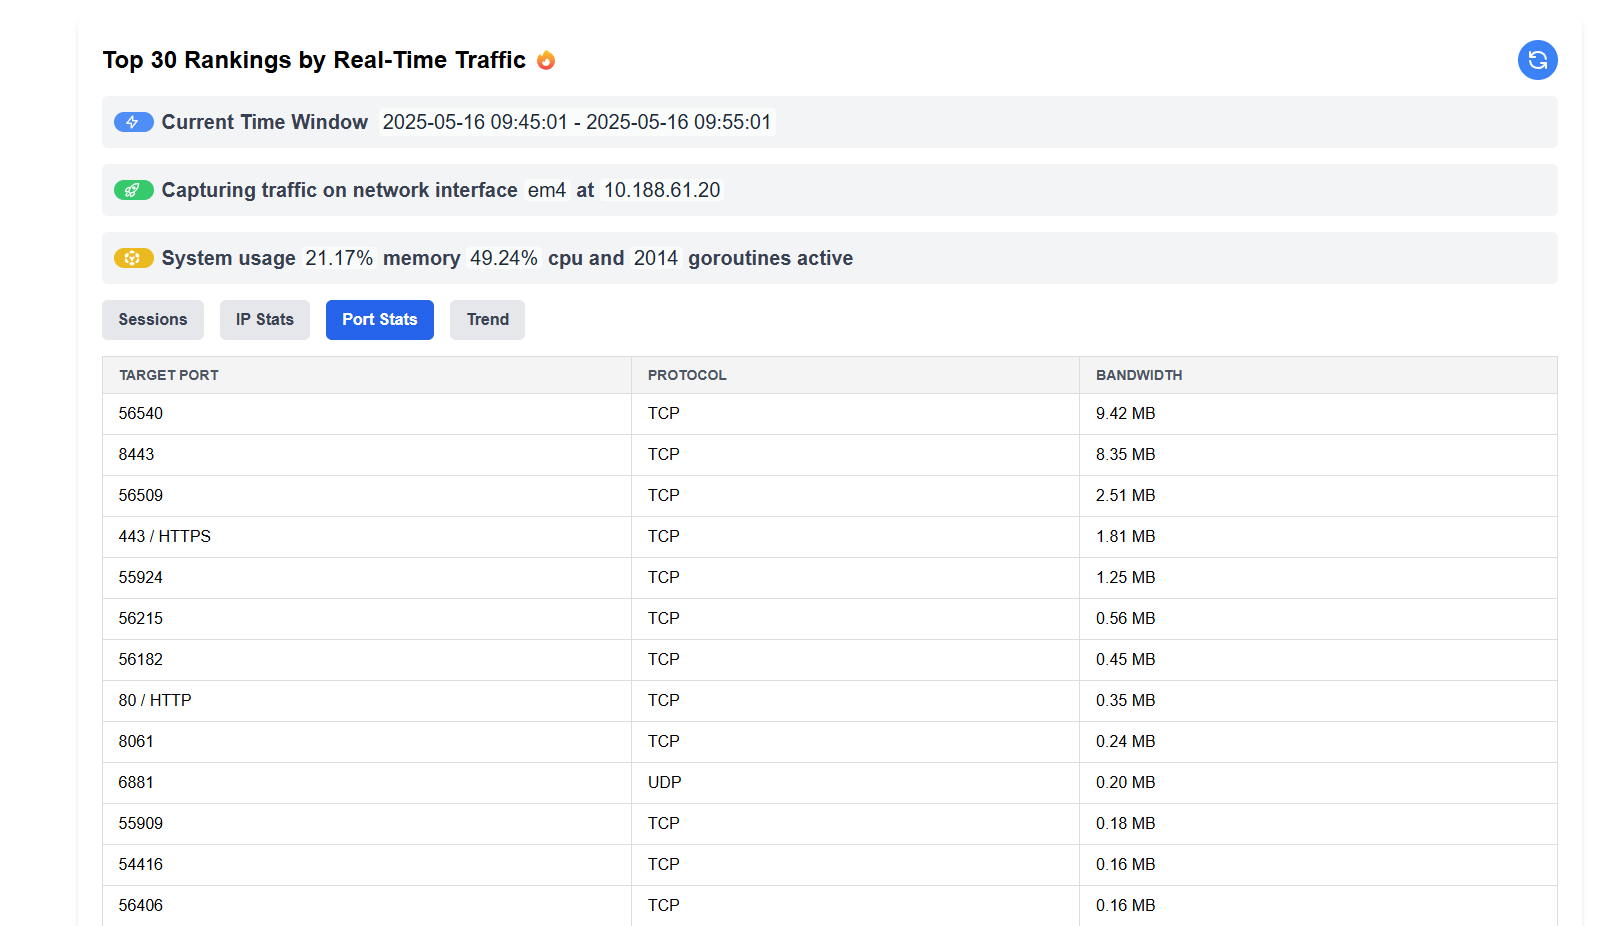 Top 30 Rankings by Real-Time Traffic 🔥
Current Time Window 2025-05-16 09:45:01 - 2025-05-16 09:55:01
Capturing traffic on network interface em4 at 10.188.61.20
System usage 21.17% memory 49.24% cpu and 2014 goroutines active
Sessions IP Stats Port Stats Trend
TARGET PORT PROTOCOL BANDWIDTH
56540 TCP 9.42 MB
8443 TCP 8.35 MB
56509 TCP 2.51 MB
443 / HTTPS TCP 1.81 MB
55924 TCP 1.25 MB
56215 TCP 0.56 MB
56182 TCP 0.45 MB
80 / HTTP TCP 0.35 MB
8061 TCP 0.24 MB
6881 UDP 0.20 MB
55909 TCP 0.18 MB
54416 TCP 0.16 MB
56406 TCP 0.16 MB